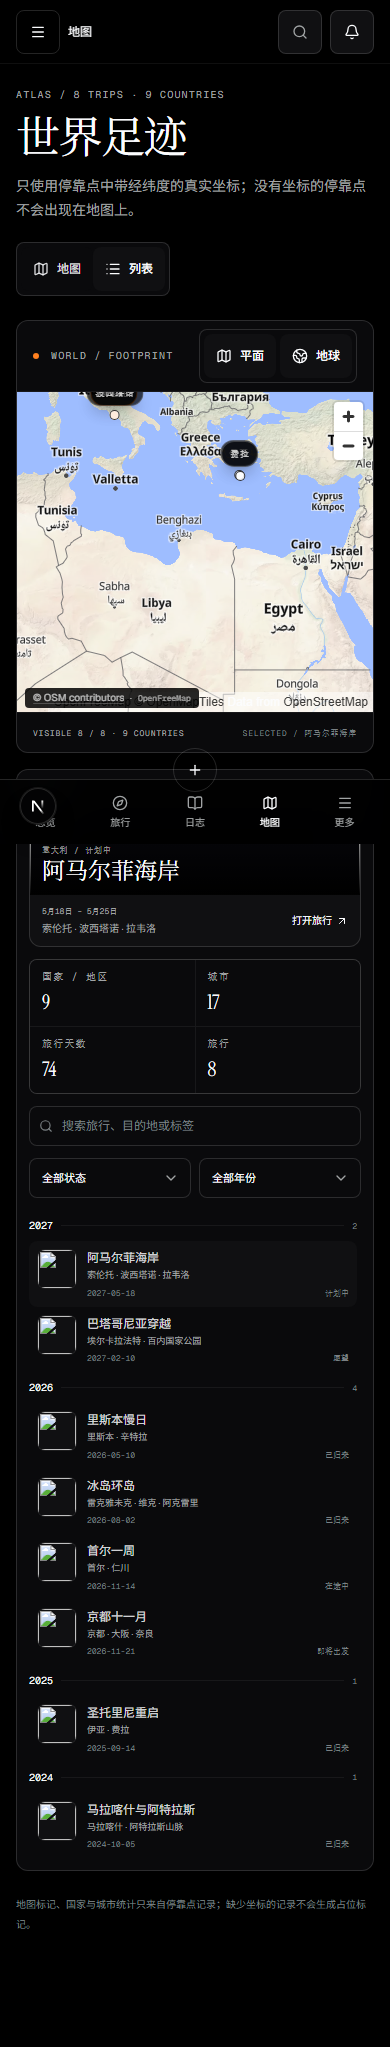 地图
ATLAS / 8 TRIPS · 9 COUNTRIES
世界足迹
只使用停靠点中带经纬度的真实坐标；没有坐标的停靠点
不会出现在地图上。
地图
列表
WORLD / FOOTPRINT
平面
地球
България
Albania
Greece
Ελλάδα
费拉
Tunis
تونس
Valletta
Tunisia
تونس
Cyprus
Κύπρος
Benghazi
بنغازي
Cairo
القاهرة
Israel
ישראל
Sabha
سبها
Libya
ليبيا
Egypt
مصر
Dongola
© OSM contributors · OpenFreeMap
Tiles
OpenStreetMap
VISIBLE 8 / 8 · 9 COUNTRIES
SELECTED / 阿马尔菲海岸
+
N
旅行
日志
地图
更多
意大利 / 计划中
阿马尔菲海岸
5月18日 – 5月25日
索伦托 · 波西塔诺 · 拉韦洛
打开旅行
国家 / 地区
9
城市
17
旅行天数
74
旅行
8
搜索旅行、目的地或标签
全部状态
全部年份
2027
2
阿马尔菲海岸
索伦托 · 波西塔诺 · 拉韦洛
2027-05-18
计划中
巴塔哥尼亚穿越
埃尔卡拉法特 · 百内国家公园
2027-02-10
愿望
2026
4
里斯本慢日
里斯本 · 辛特拉
2026-05-10
已归来
冰岛环岛
雷克雅未克 · 维克 · 阿克雷里
2026-08-02
已归来
首尔一周
首尔 · 仁川
2026-11-14
在途中
京都十一月
京都 · 大阪 · 奈良
2026-11-21
即将出发
2025
1
圣托里尼重启
伊亚 · 费拉
2025-09-14
已归来
2024
1
马拉喀什与阿特拉斯
马拉喀什 · 阿特拉斯山脉
2024-10-05
已归来
地图标记、国家与城市统计只来自停靠点记录；缺少坐标的记录不会生成占位标
记。